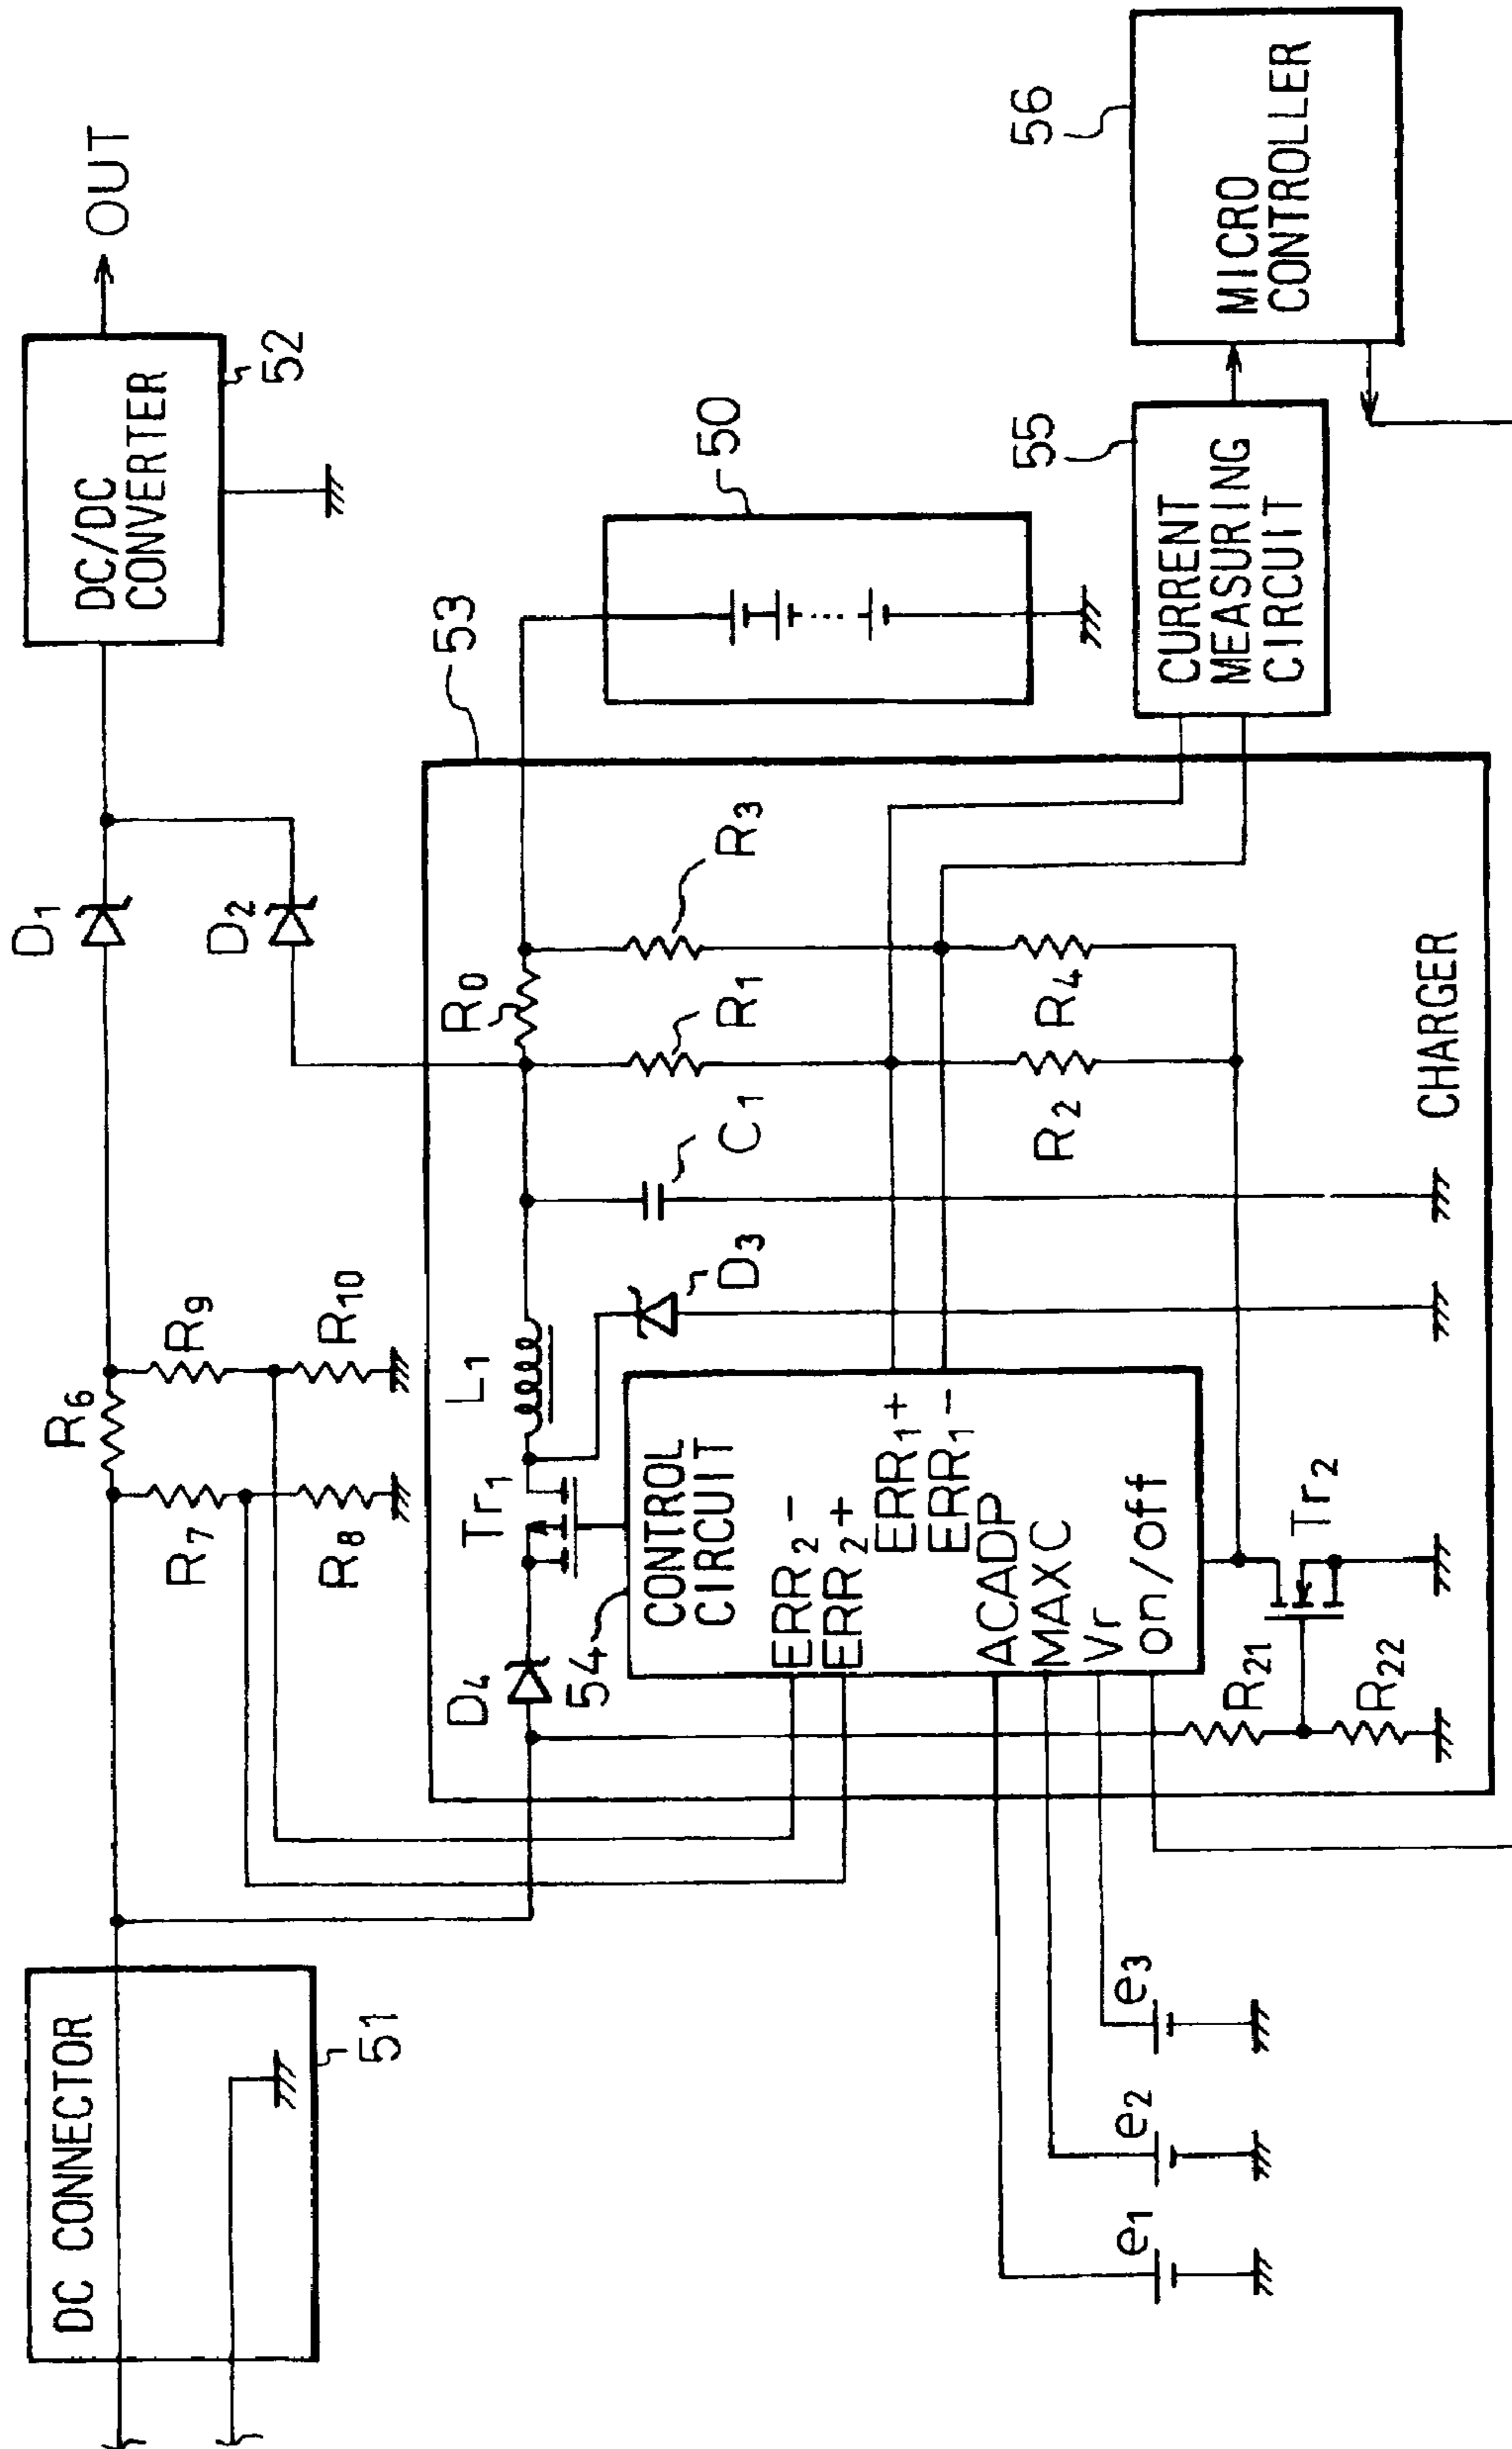 DC CONNECTOR
51
R6
R7
R8
R9
R10
D1
D2
DC/DC
CONVERTER
52
OUT
53
D4
Tr1
L1
R0
54
CONTROL
CIRCUIT
ERR2-
ERR2+
ERR1+
ERR1-
ACADP
MAXC
Vr
on/off
D3
C1
R1
R3
R2
R4
R21
R22
Tr2
CHARGER
50
CURRENT
MEASURING
CIRCUIT
55
MICRO
CONTROLLER
56
e1
e2
e3